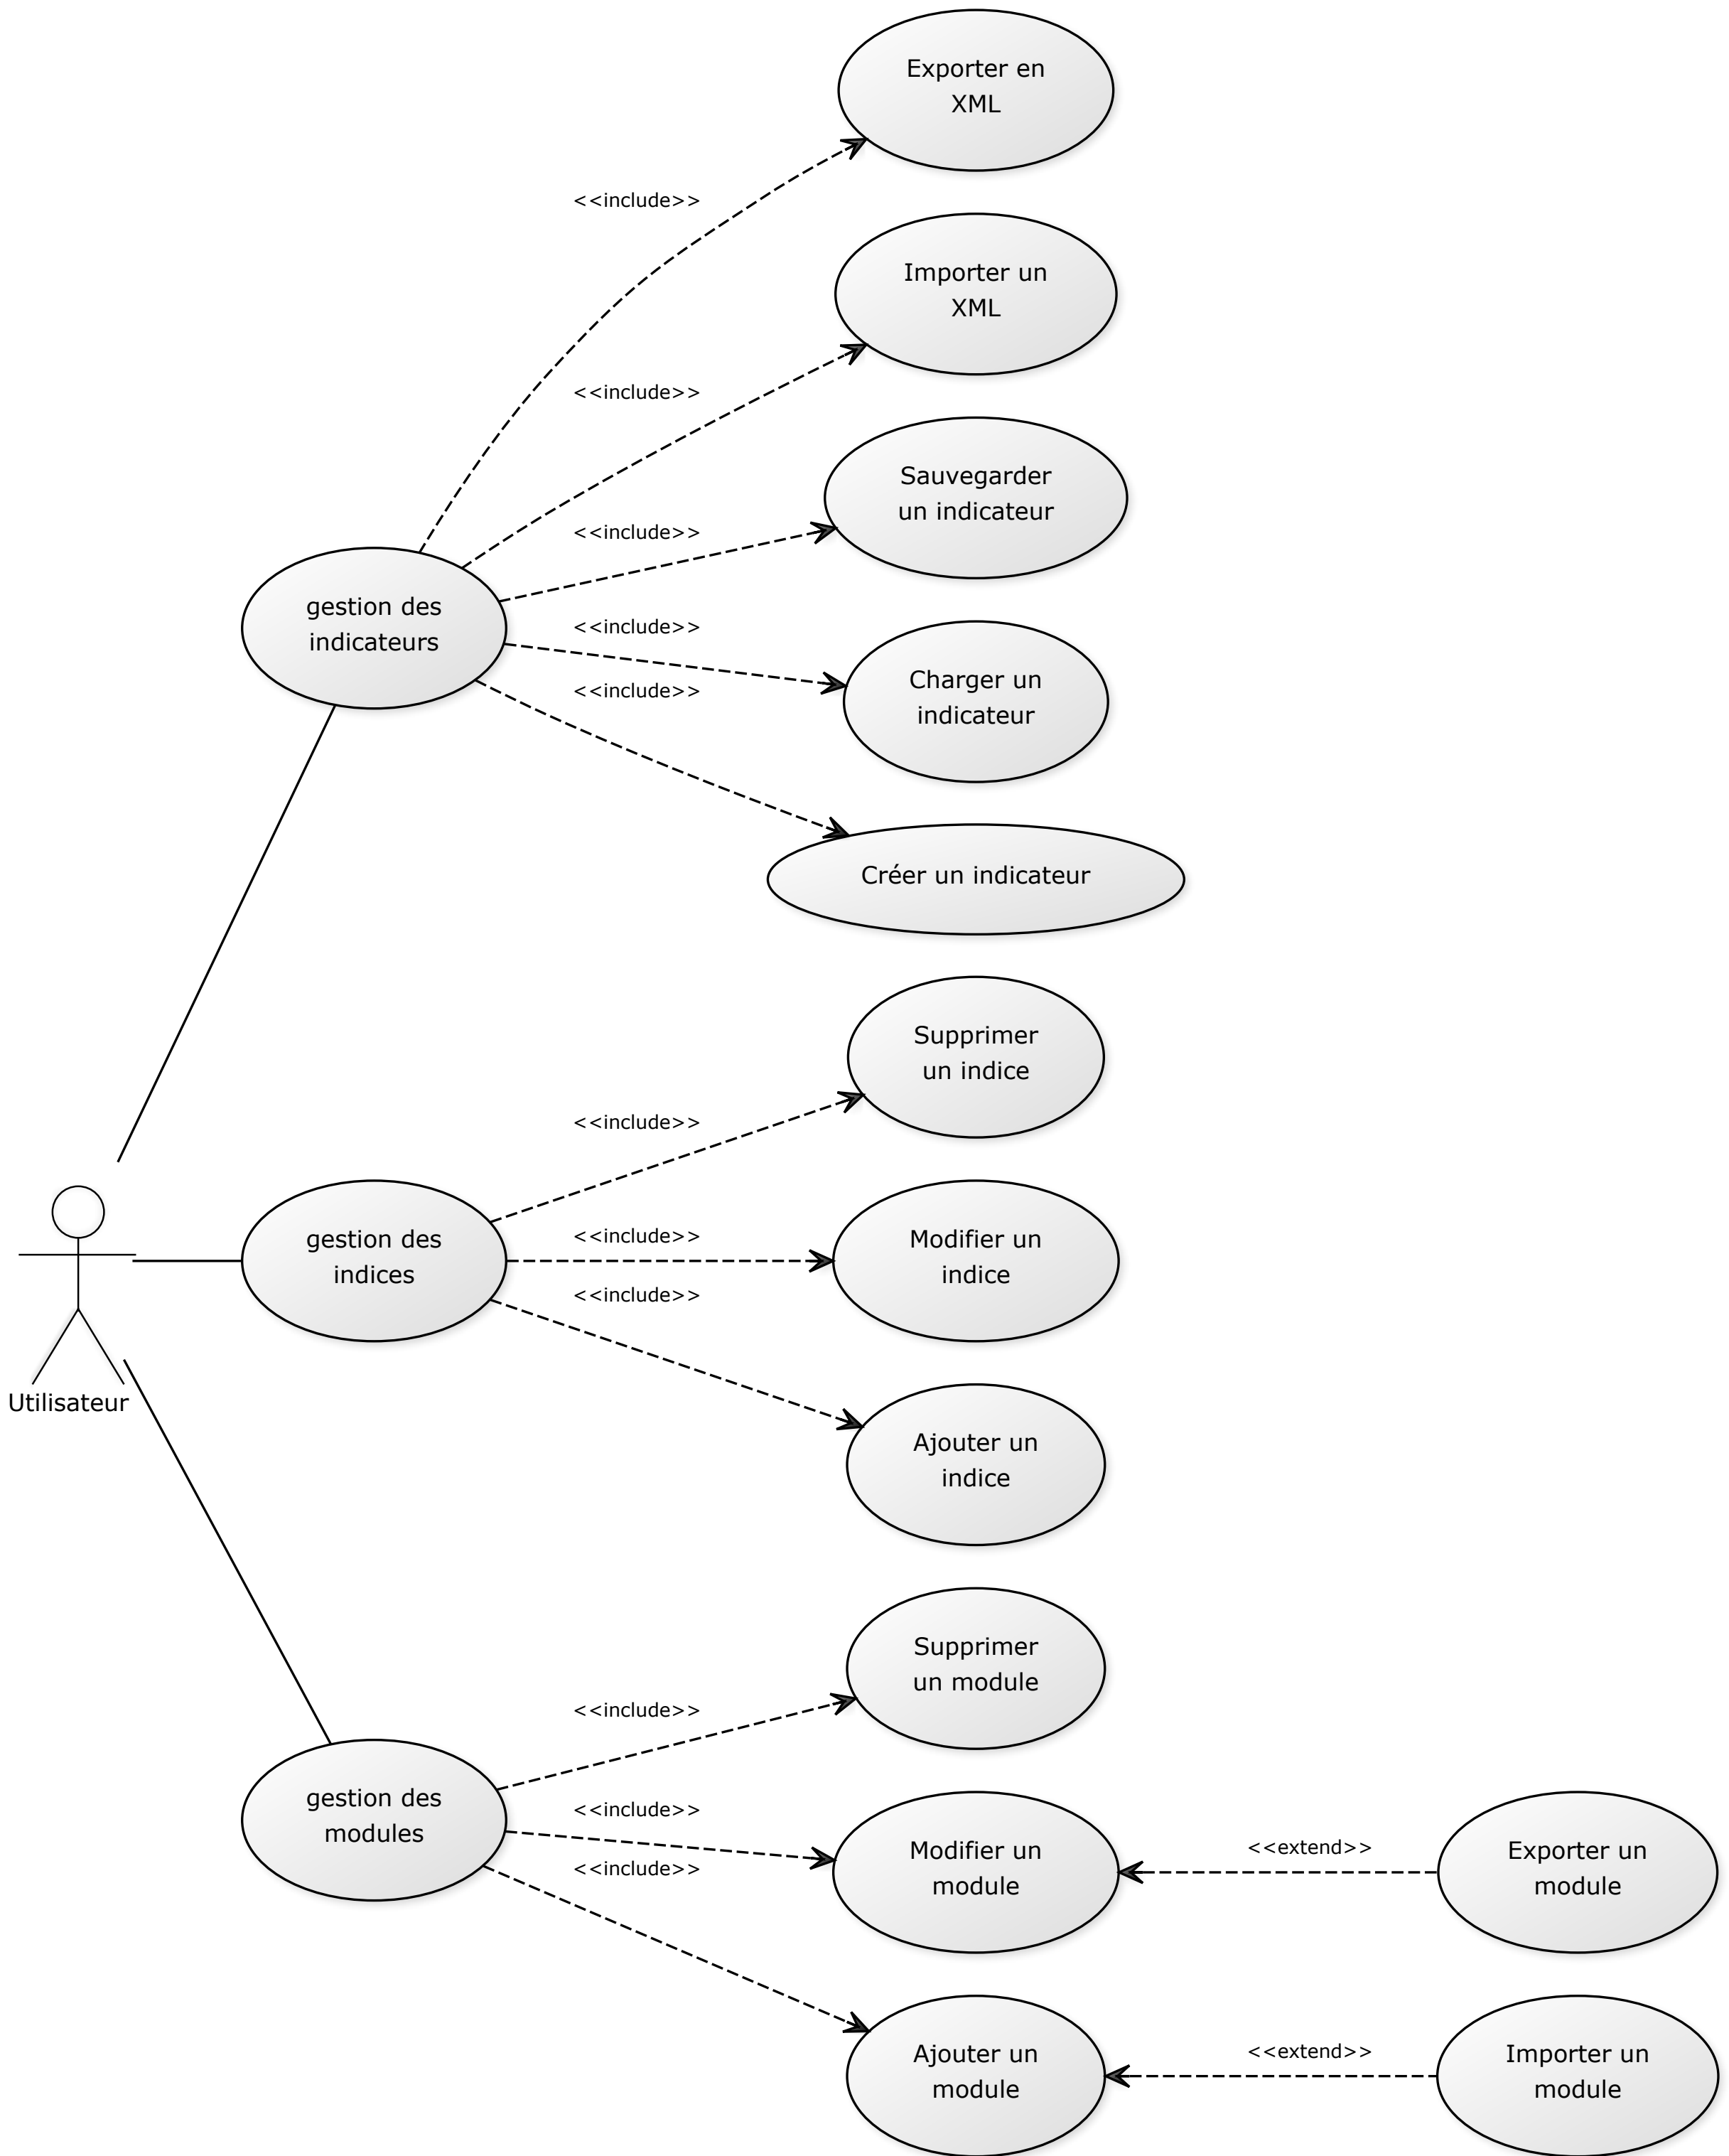 Exporter en
XML
<<include>>
Importer un
XML
<<include>>
Sauvegarder
un indicateur
<<include>>
gestion des
indicateurs
<<include>>
Charger un
indicateur
<<include>>
Créer un indicateur
Supprimer
un indice
<<include>>
gestion des
indices
<<include>>
Modifier un
indice
<<include>>
Utilisateur
Ajouter un
indice
Supprimer
un module
<<include>>
gestion des
modules
<<include>>
Modifier un
module
<<extend>>
Exporter un
module
<<include>>
Ajouter un
module
<<extend>>
Importer un
module